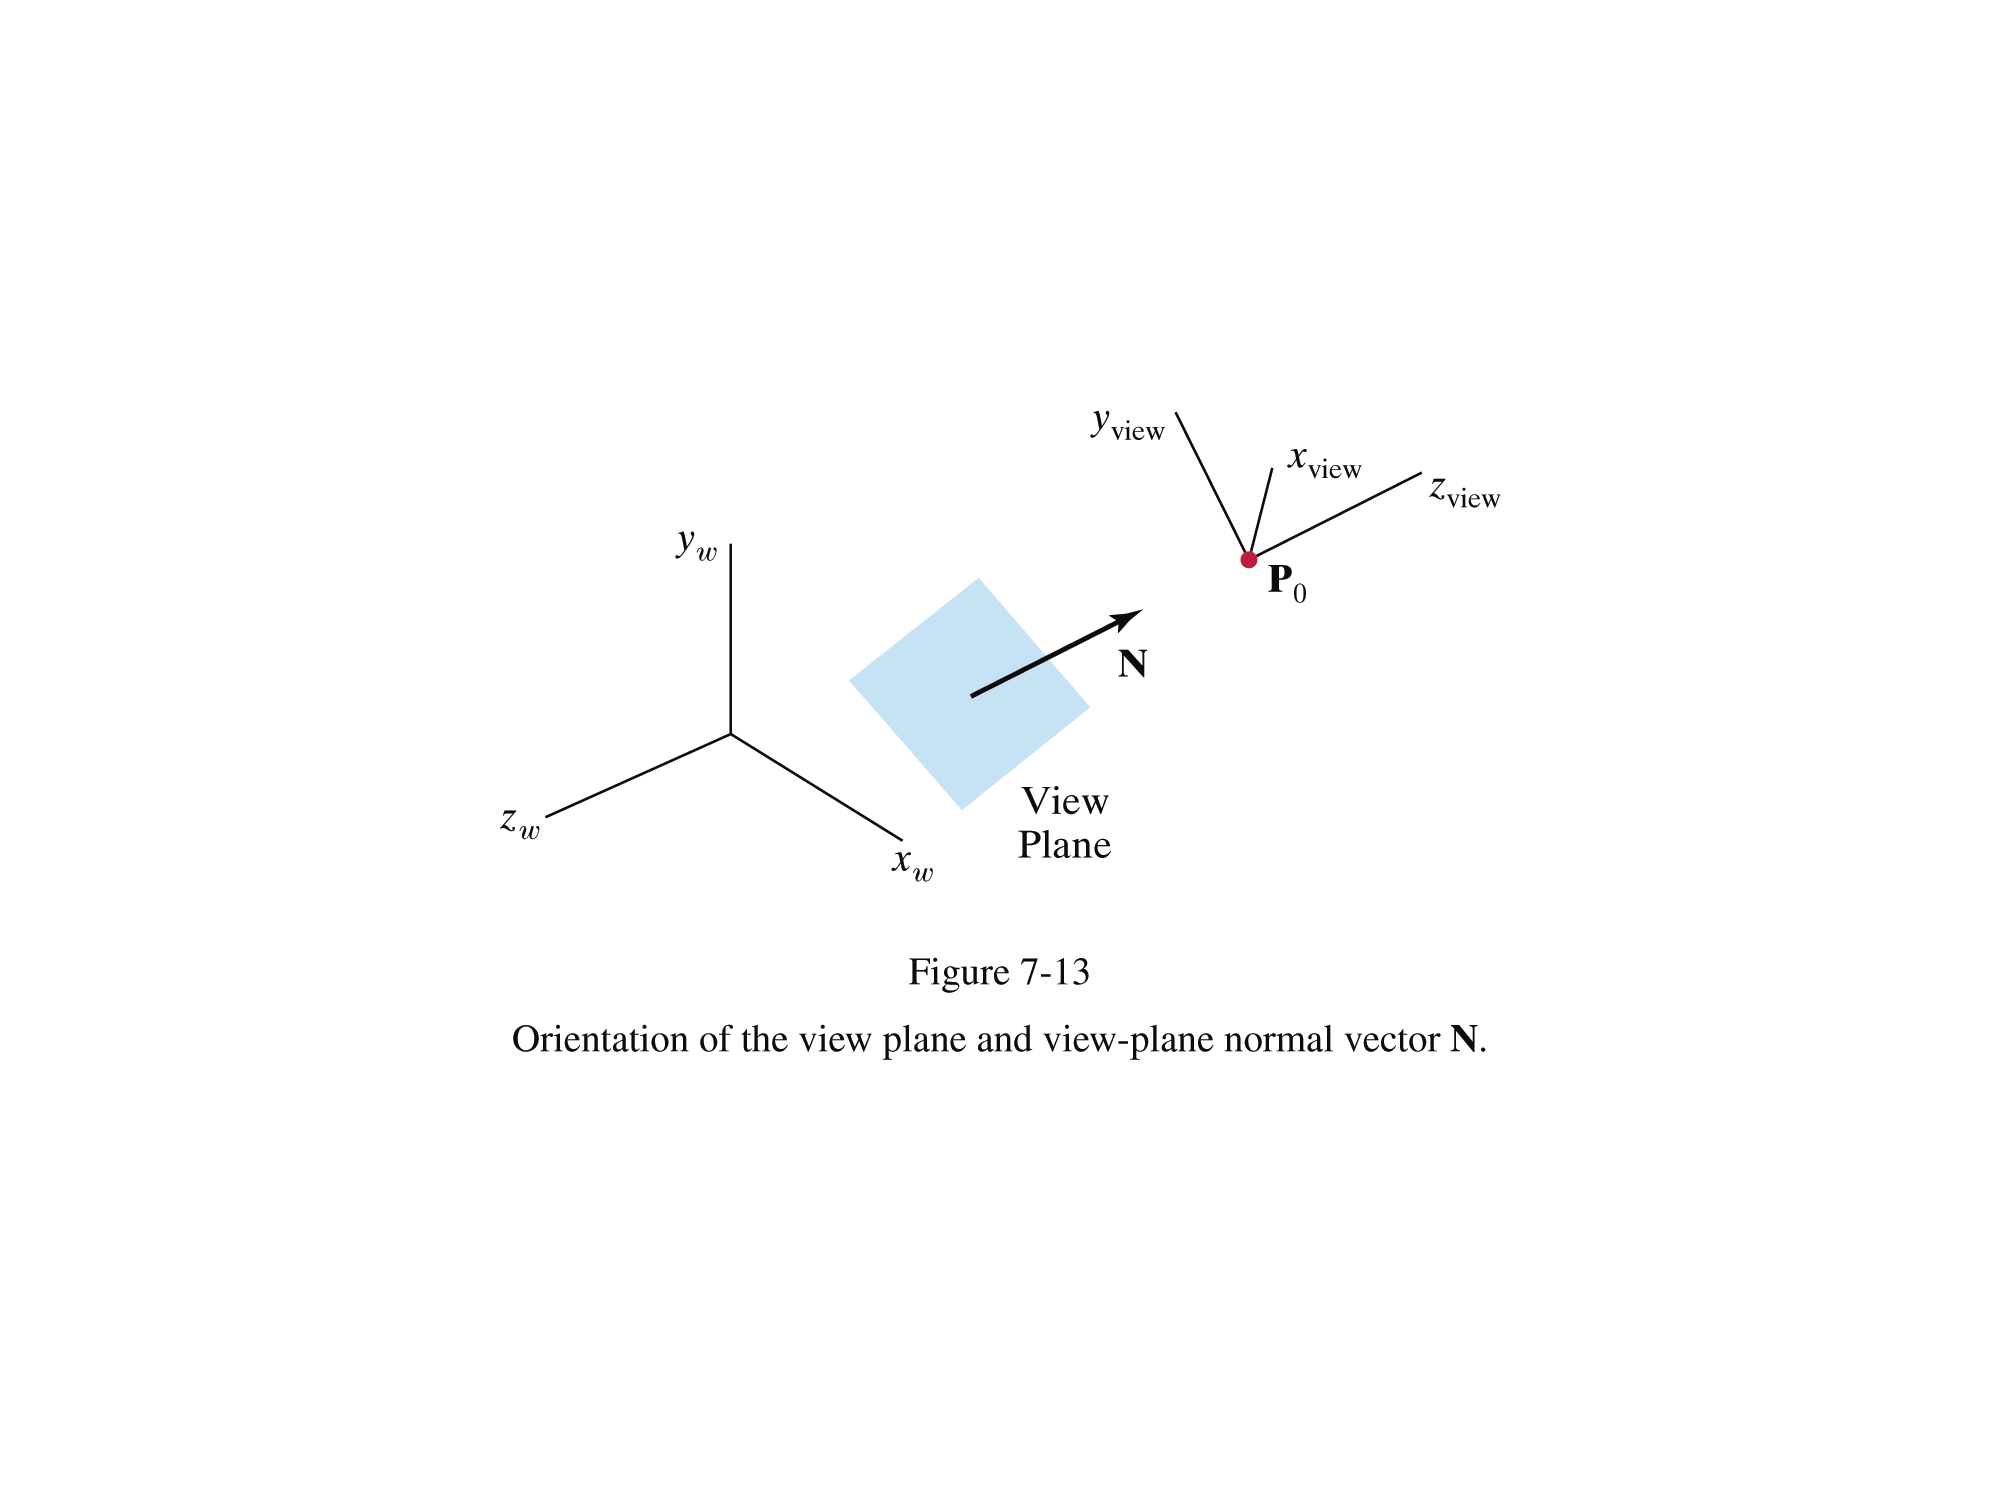 y_view
x_view
z_view
y_w
P_0
N
View
Plane
z_w
x_w
Figure 7-13
Orientation of the view plane and view-plane normal vector N.